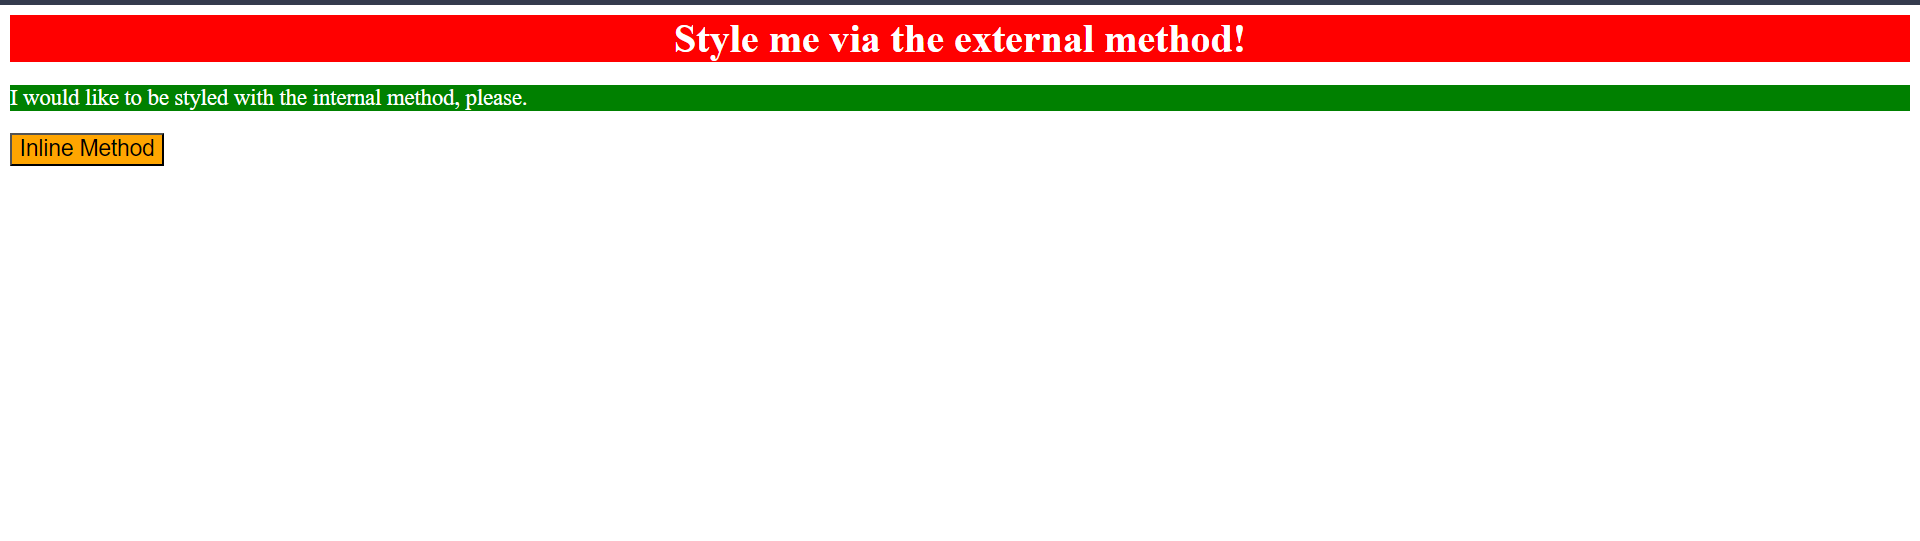 Style me via the external method!
I would like to be styled with the internal method, please.
Inline Method